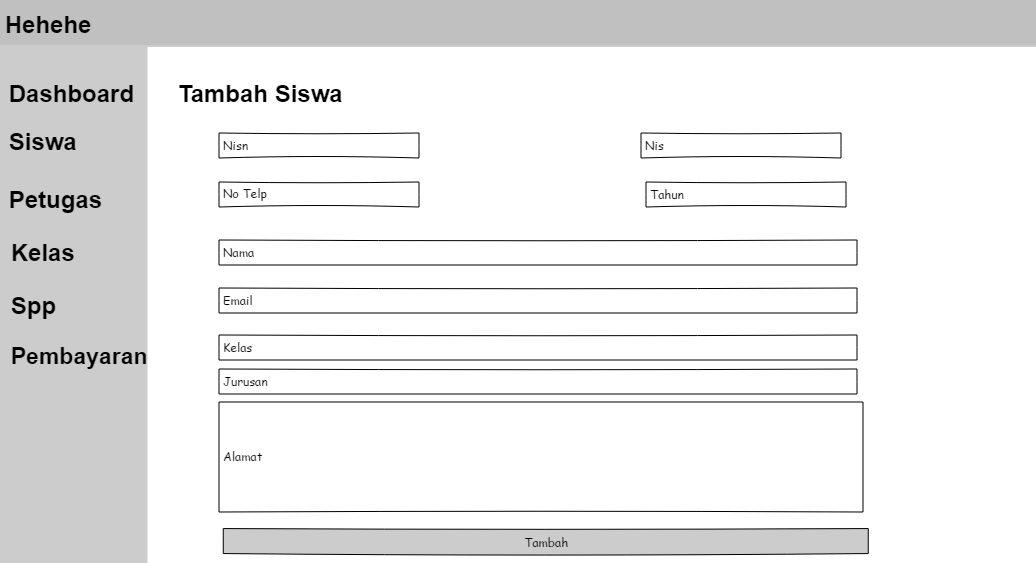 Hehehe
Dashboard
Siswa
Petugas
Kelas
Spp
Pembayaran
Tambah Siswa
Nisn
Nis
No Telp
Tahun
Nama
Email
Kelas
Jurusan
Alamat
Tambah